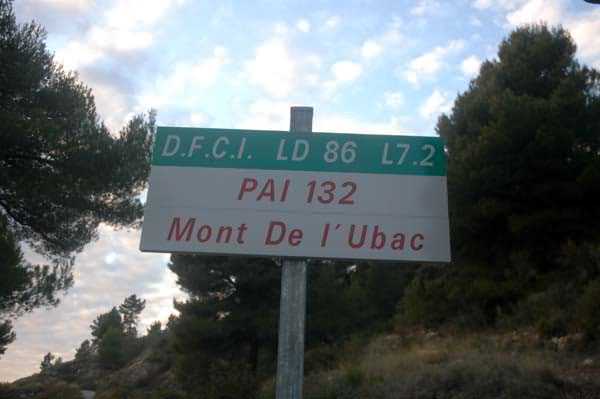 D.F.C.I. LD 86 L7.2
PAI 132
Mont De l'Ubac